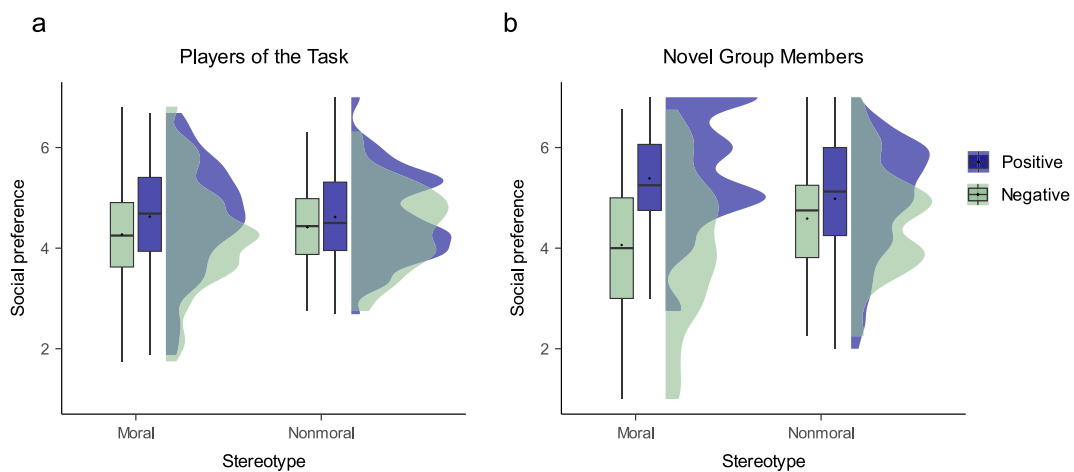 a
Players of the Task
Social preference
6
4
2
Moral
Nonmoral
Stereotype
b
Novel Group Members
Social preference
6
4
2
Moral
Nonmoral
Stereotype
Positive
Negative